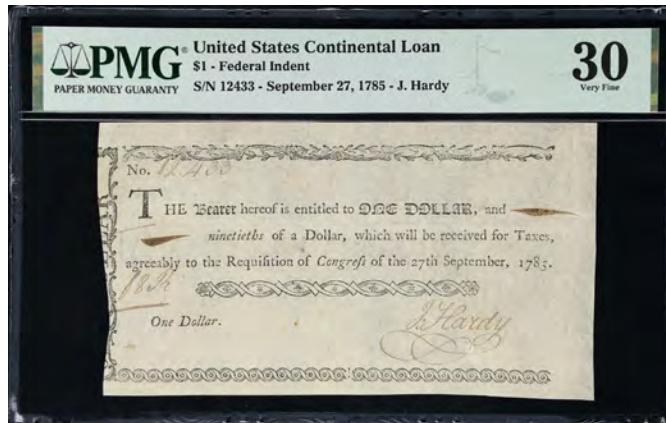 PMG
PAPER MONEY GUARANTY
United States Continental Loan
$1 - Federal Indent
S/N 12433 - September 27, 1785 - J. Hardy
30
Very Fine
No. 12433
THE Bearer hereof is entitled to ONE DOLLAR, and
ninetieths of a Dollar, which will be received for Taxes,
agreeably to the Requisition of Congress of the 27th September, 1785.
One Dollar.
J. Hardy